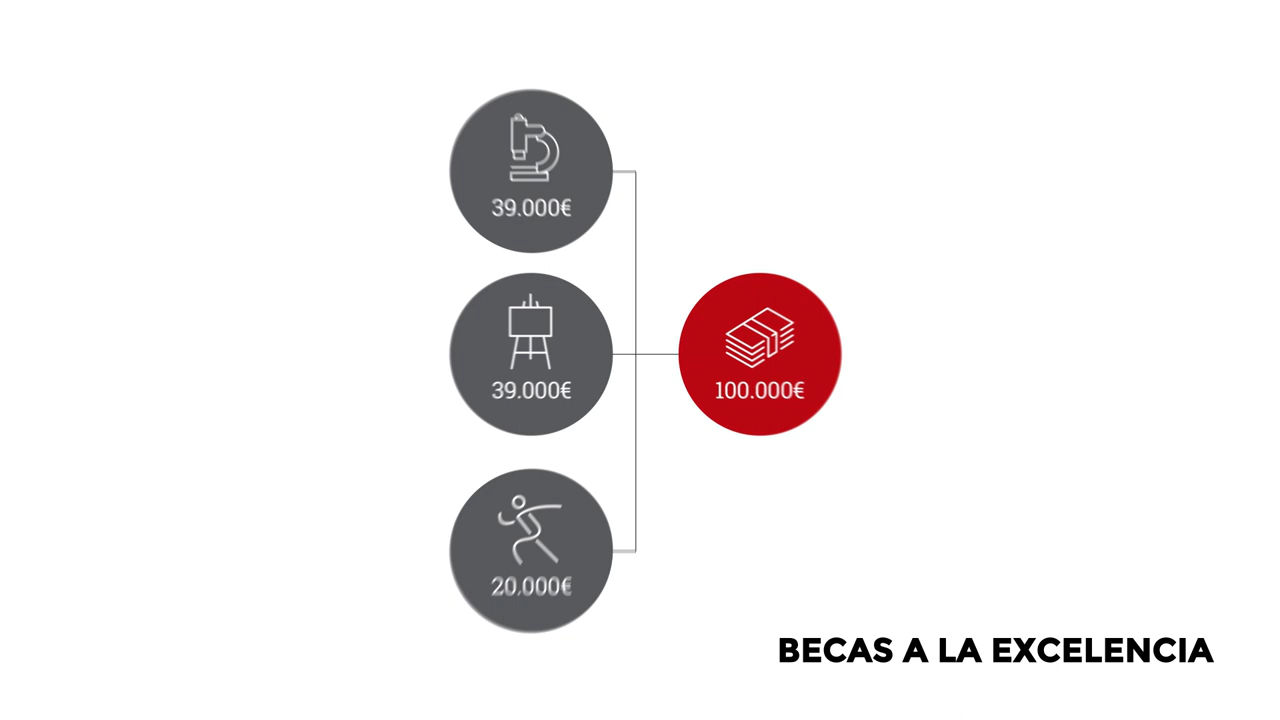 39.000€
39.000€
100.000€
20.000€
BECAS A LA EXCELENCIA